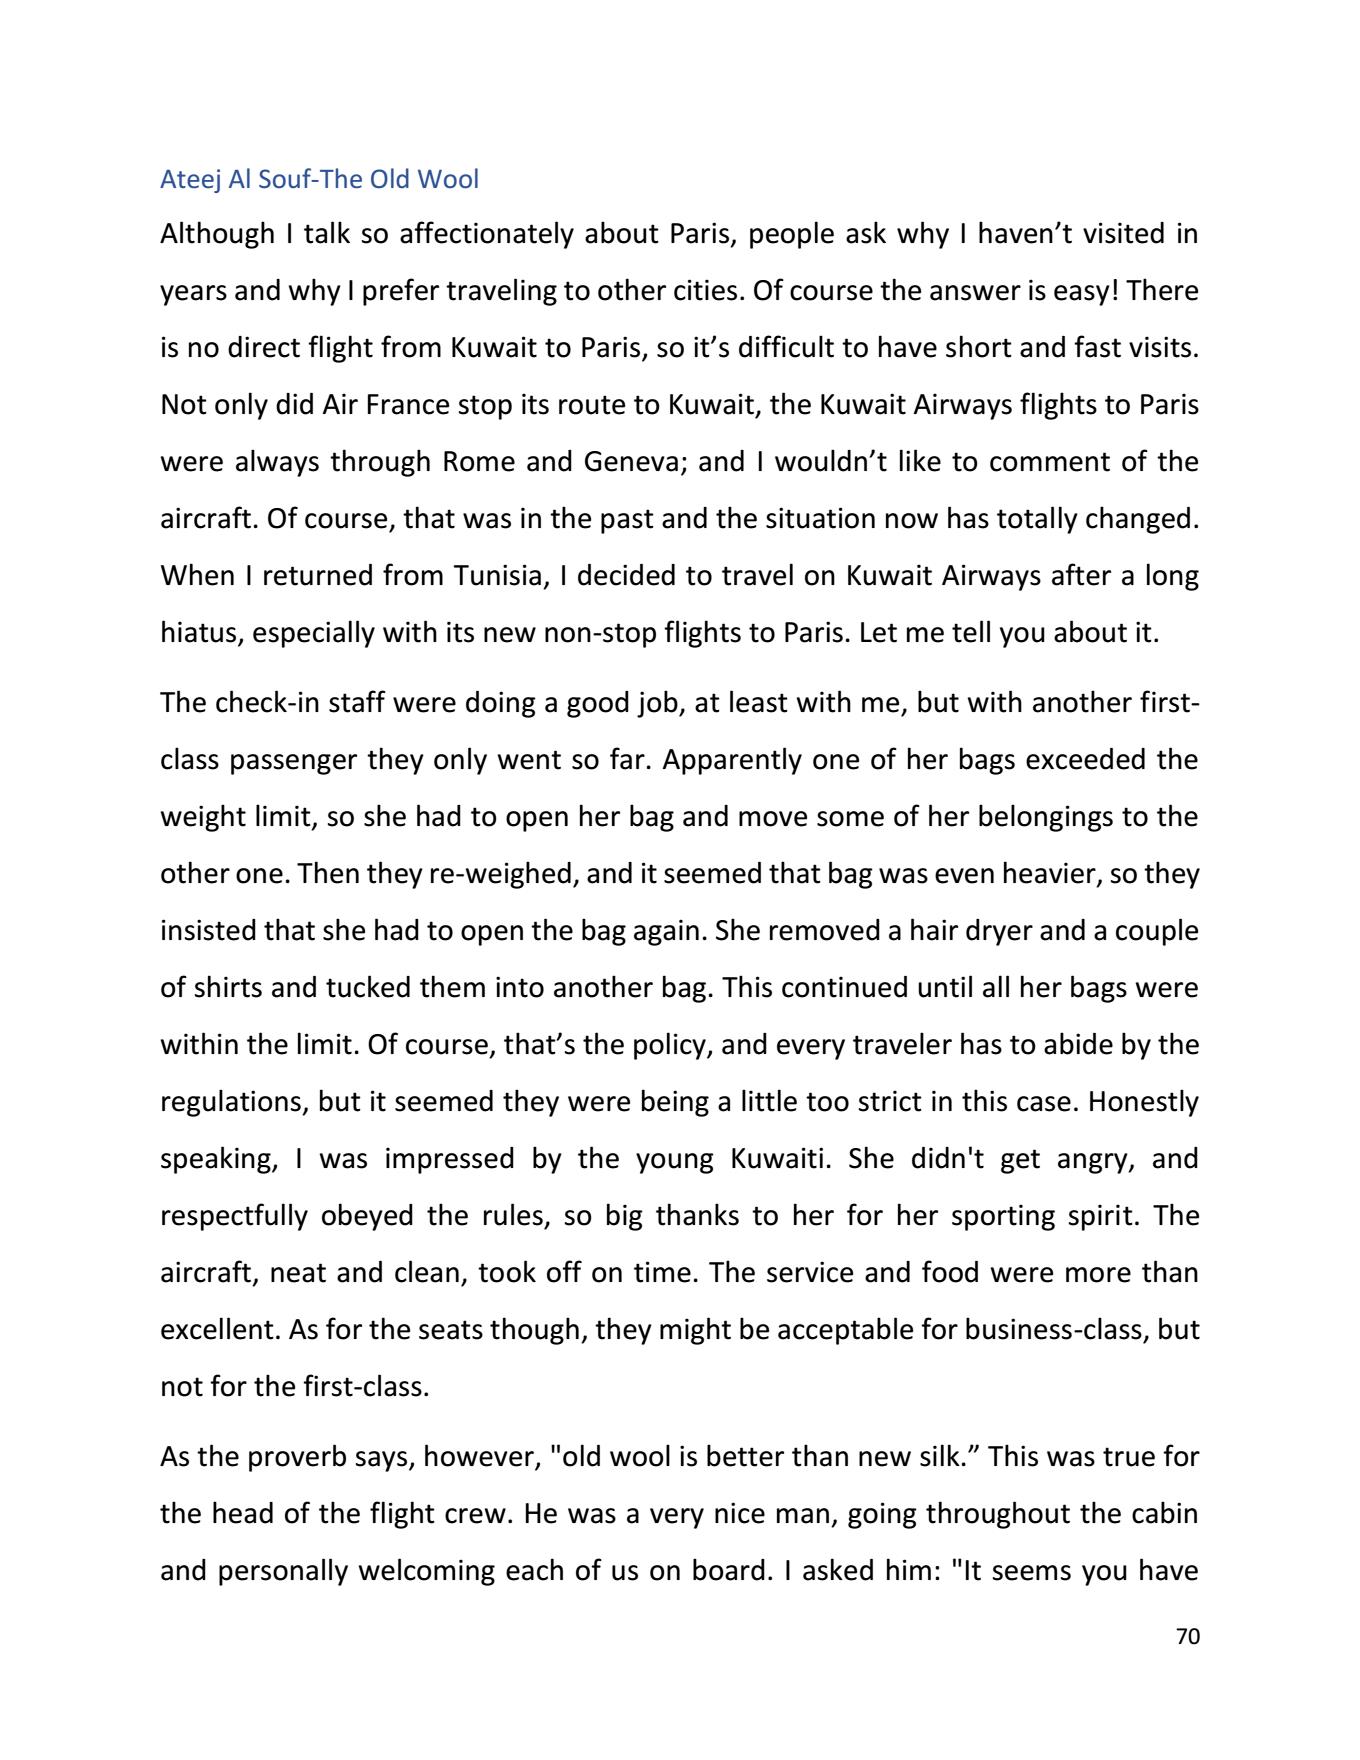 Ateej Al Souf-The Old Wool
Although I talk so affectionately about Paris, people ask why I haven’t visited in
years and why I prefer traveling to other cities. Of course the answer is easy! There
is no direct flight from Kuwait to Paris, so it’s difficult to have short and fast visits.
Not only did Air France stop its route to Kuwait, the Kuwait Airways flights to Paris
were always through Rome and Geneva; and I wouldn’t like to comment of the
aircraft. Of course, that was in the past and the situation now has totally changed.
When I returned from Tunisia, I decided to travel on Kuwait Airways after a long
hiatus, especially with its new non-stop flights to Paris. Let me tell you about it.
The check-in staff were doing a good job, at least with me, but with another first-
class passenger they only went so far. Apparently one of her bags exceeded the
weight limit, so she had to open her bag and move some of her belongings to the
other one. Then they re-weighed, and it seemed that bag was even heavier, so they
insisted that she had to open the bag again. She removed a hair dryer and a couple
of shirts and tucked them into another bag. This continued until all her bags were
within the limit. Of course, that’s the policy, and every traveler has to abide by the
regulations, but it seemed they were being a little too strict in this case. Honestly
speaking, I was impressed by the young Kuwaiti. She didn't get angry, and
respectfully obeyed the rules, so big thanks to her for her sporting spirit. The
aircraft, neat and clean, took off on time. The service and food were more than
excellent. As for the seats though, they might be acceptable for business-class, but
not for the first-class.
As the proverb says, however, "old wool is better than new silk.” This was true for
the head of the flight crew. He was a very nice man, going throughout the cabin
and personally welcoming each of us on board. I asked him: "It seems you have
70